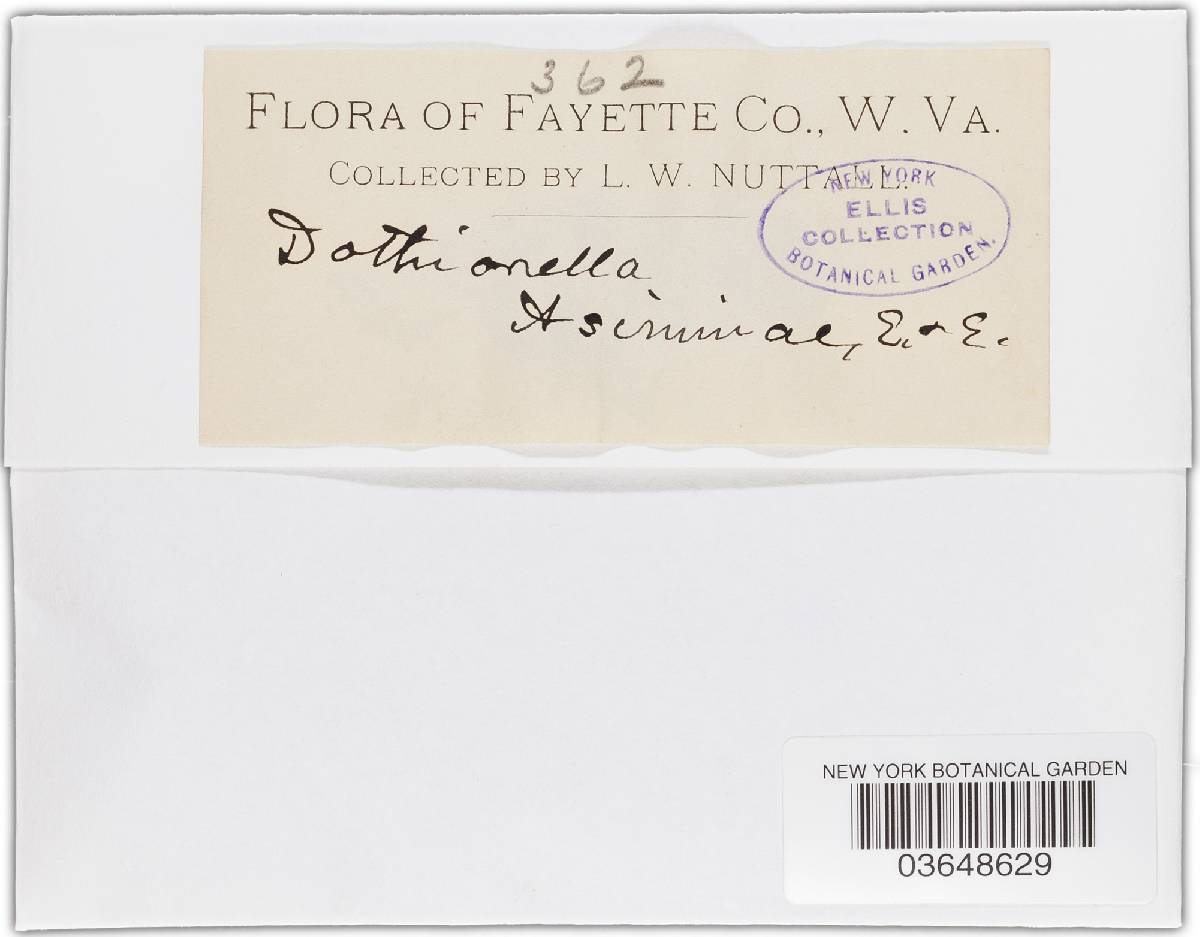 362
FLORA OF FAYETTE CO., W. VA.
COLLECTED BY L. W. NUTTALL.
NEW YORK
ELLIS
COLLECTION
BOTANICAL GARDEN.
Dothionella
Asiminae, E. & E.
NEW YORK BOTANICAL GARDEN
03648629